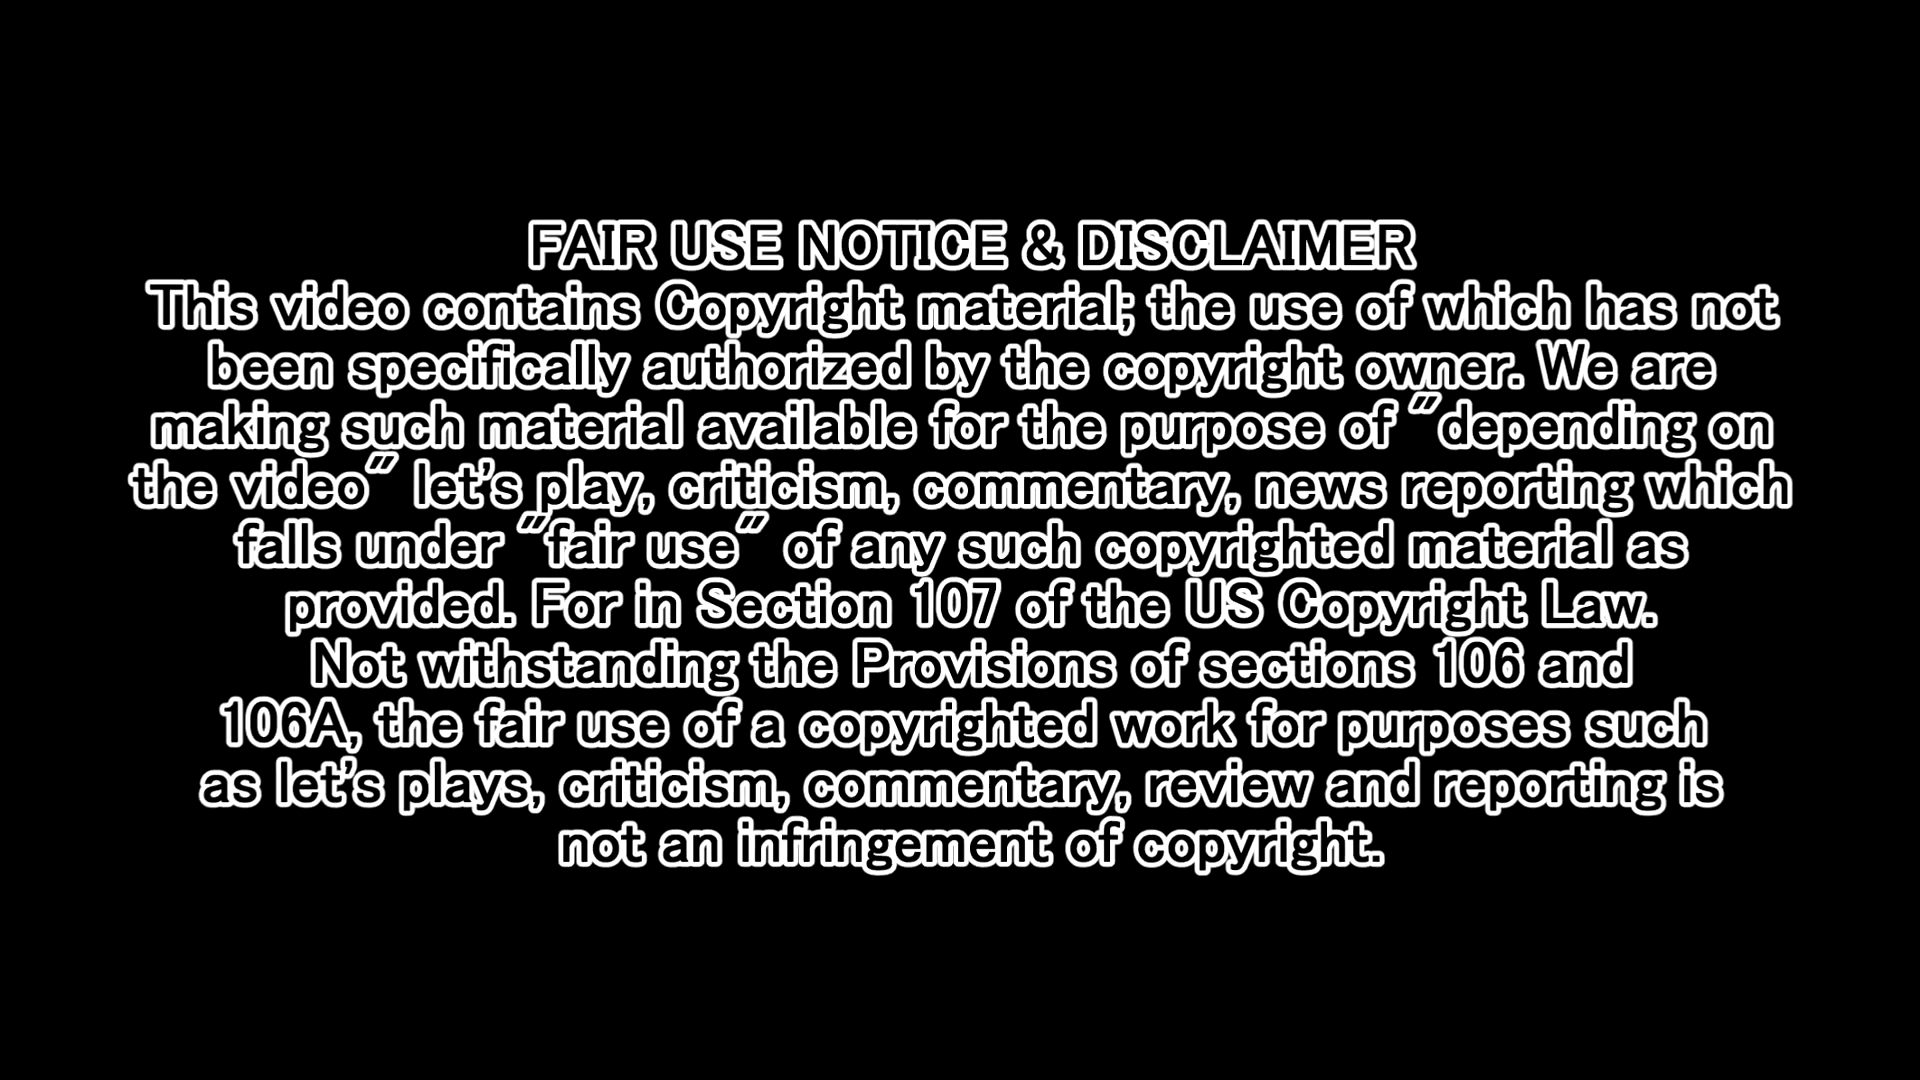 FAIR USE NOTICE & DISCLAIMER
This video contains Copyright material; the use of which has not
been specifically authorized by the copyright owner. We are
making such material available for the purpose of "depending on
the video" let's play, criticism, commentary, news reporting which
falls under "fair use" of any such copyrighted material as
provided. For in Section 107 of the US Copyright Law.
Not withstanding the Provisions of sections 106 and
106A, the fair use of a copyrighted work for purposes such
as let's plays, criticism, commentary, review and reporting is
not an infringement of copyright.